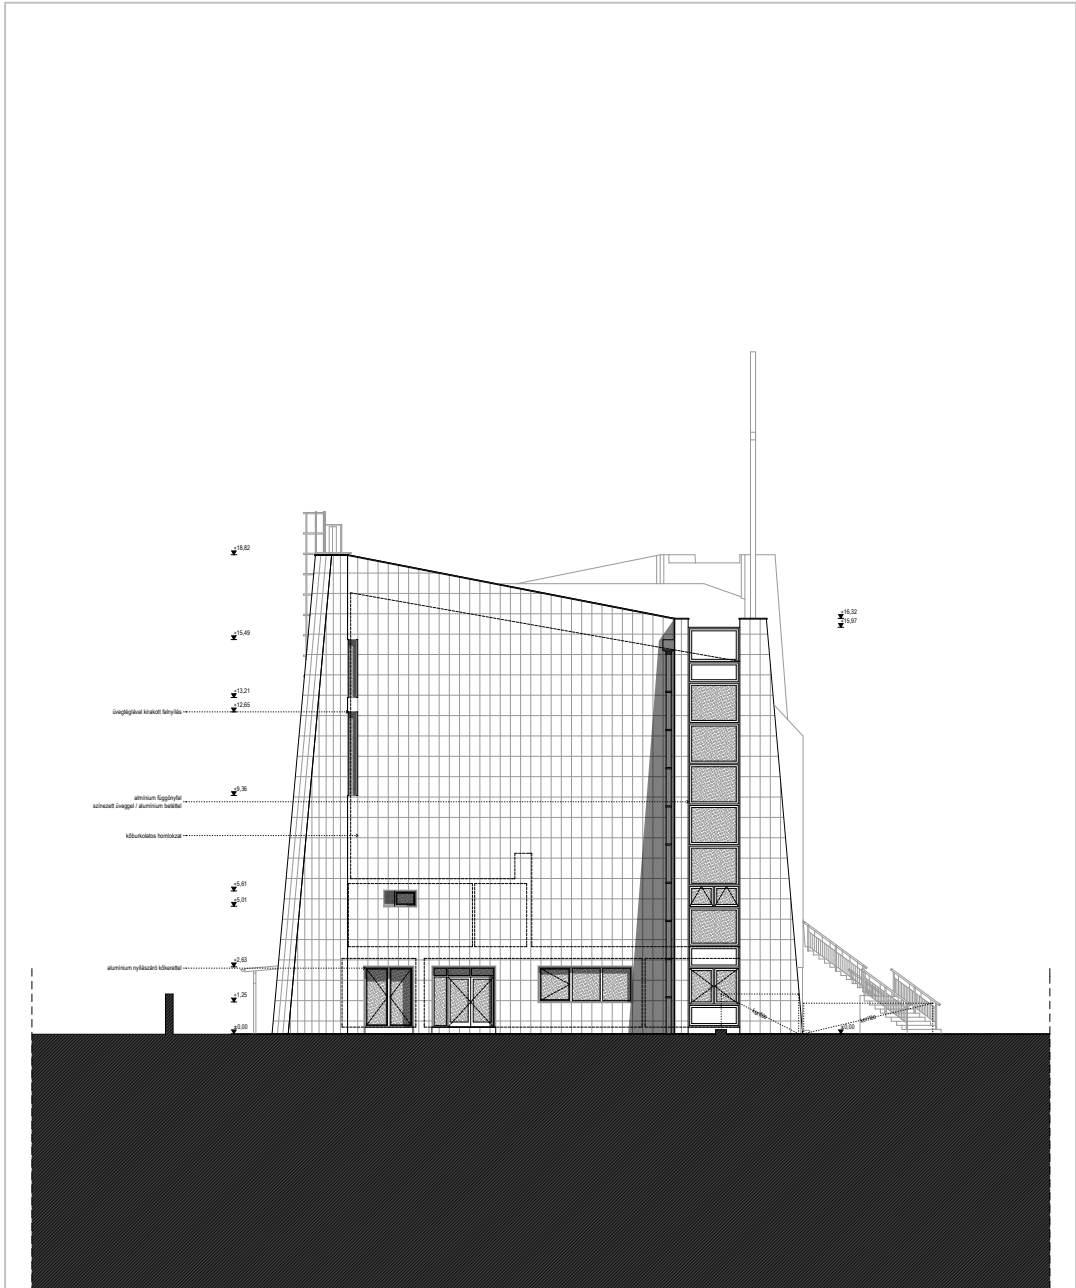 +18,82
+16,32
+15,97
+15,49
+13,21
+12,65
üvegtéglával kirakott falnyílás
+9,36
alminium függönyfal
színezett üveggel / alumínium betéttel
kőburkolatos homlokzat
+5,61
+5,01
+2,63
alumínium nyílászáró kőkerettel
+1,25
±0,00
±0,00